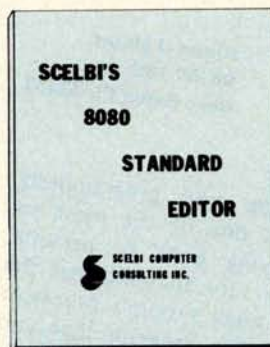 SCELBI'S
8080
STANDARD
EDITOR
SCELBI COMPUTER
CONSULTING INC.